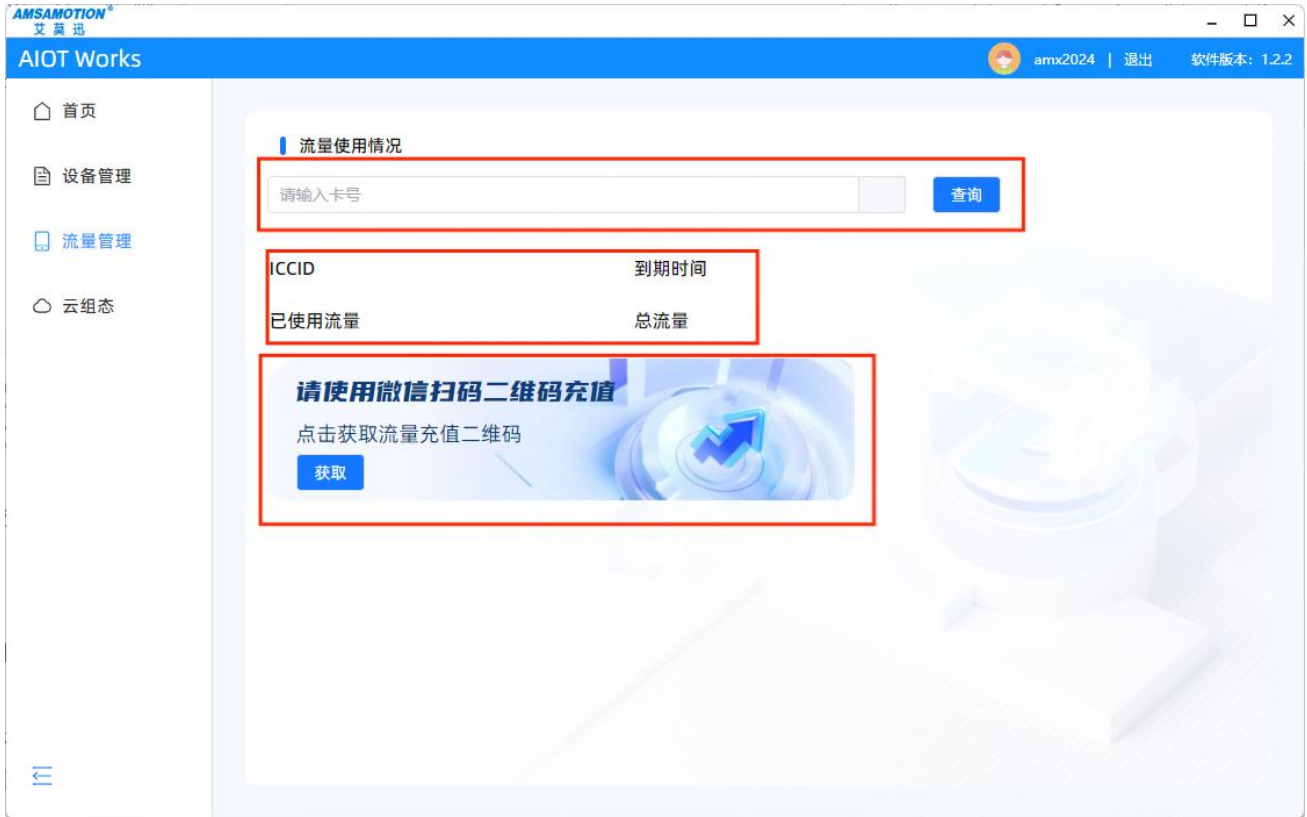 AMSAMOTION®
艾莫迅
AIOT Works
amx2024 | 退出 软件版本：1.2.2
首页
设备管理
流量管理
云组态
流量使用情况
请输入卡号
查询
ICCID 到期时间
已使用流量 总流量
请使用微信扫码二维码充值
点击获取流量充值二维码
获取